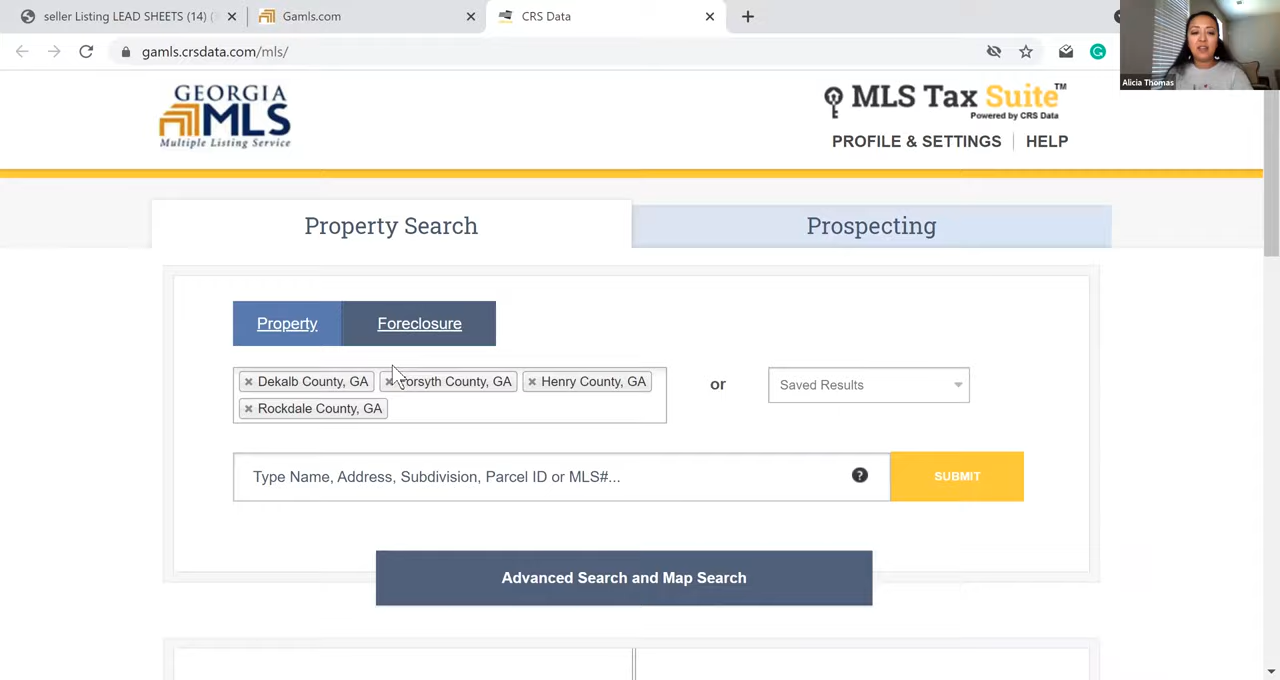 seller Listing LEAD SHEETS (14) (
Gamls.com
CRS Data
gamls.crsdata.com/mls/
Alicia Thomas
GEORGIA
MLS
Multiple Listing Service
MLS Tax Suite™
Powered by CRS Data
PROFILE & SETTINGS
HELP
Property Search
Prospecting
Property
Foreclosure
Dekalb County, GA
Forsyth County, GA
Henry County, GA
Rockdale County, GA
or
Saved Results
Type Name, Address, Subdivision, Parcel ID or MLS#...
SUBMIT
Advanced Search and Map Search